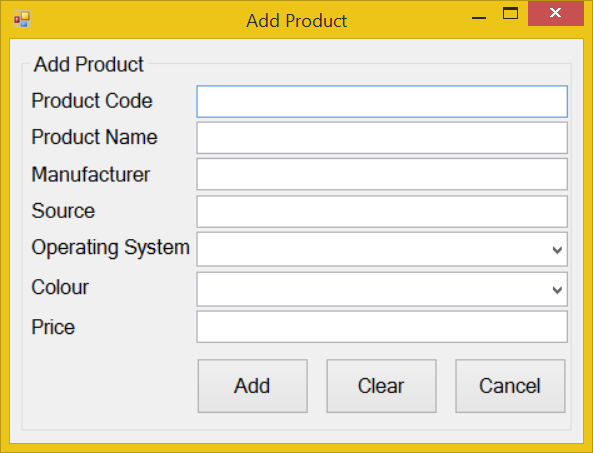 Add Product
Add Product
Product Code
Product Name
Manufacturer
Source
Operating System
Colour
Price
Add Clear Cancel